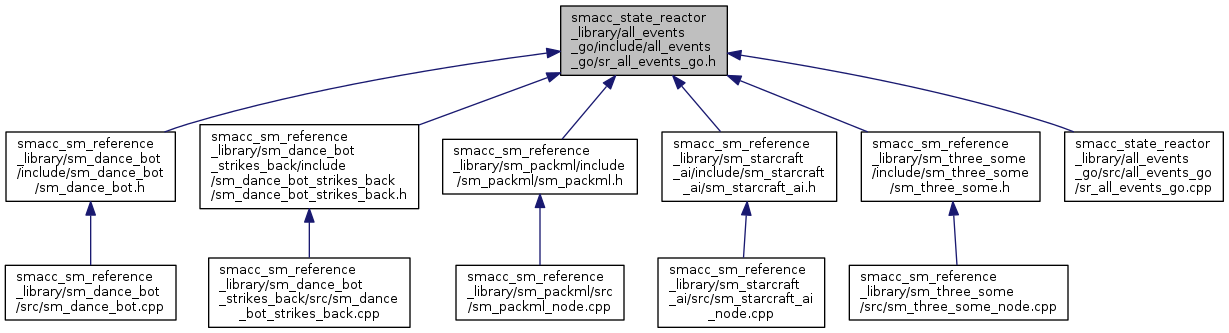 smacc_state_reactor
_library/all_events
_go/include/all_events
_go/sr_all_events_go.h
smacc_sm_reference
_library/sm_dance_bot
/include/sm_dance_bot
/sm_dance_bot.h
smacc_sm_reference
_library/sm_dance_bot
_strikes_back/include
/sm_dance_bot_strikes_back
/sm_dance_bot_strikes_back.h
smacc_sm_reference
_library/sm_packml/include
/sm_packml/sm_packml.h
smacc_sm_reference
_library/sm_starcraft
_ai/include/sm_starcraft
_ai/sm_starcraft_ai.h
smacc_sm_reference
_library/sm_three_some
/include/sm_three_some
/sm_three_some.h
smacc_state_reactor
_library/all_events
_go/src/all_events_go
/sr_all_events_go.cpp
smacc_sm_reference
_library/sm_dance_bot
/src/sm_dance_bot.cpp
smacc_sm_reference
_library/sm_dance_bot
_strikes_back/src/sm_dance
_bot_strikes_back.cpp
smacc_sm_reference
_library/sm_packml/src
/sm_packml_node.cpp
smacc_sm_reference
_library/sm_starcraft
_ai/src/sm_starcraft_ai
_node.cpp
smacc_sm_reference
_library/sm_three_some
/src/sm_three_some_node.cpp